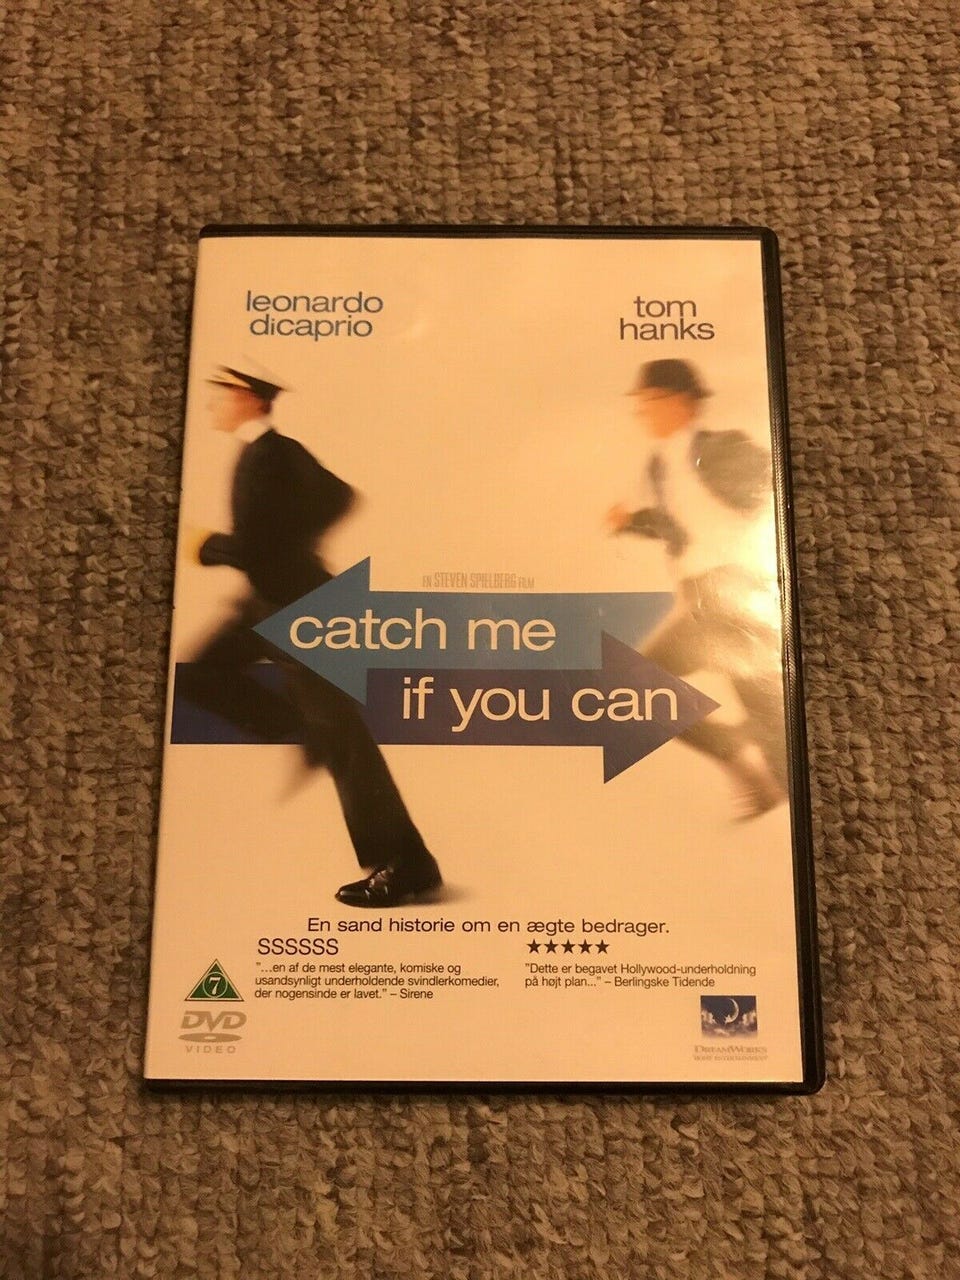 leonardo
dicaprio
tom
hanks
EN STEVEN SPIELBERG FILM
catch me
if you can
En sand historie om en ægte bedrager.
SSSSSS
"...en af de mest elegante, komiske og
usandsynligt underholdende svindlerkomedier,
der nogensinde er lavet." – Sirene
★★★★★
"Dette er begavet Hollywood-underholdning
på højt plan..." – Berlingske Tidende
7
DVD
VIDEO
DREAMWORKS
HOME ENTERTAINMENT